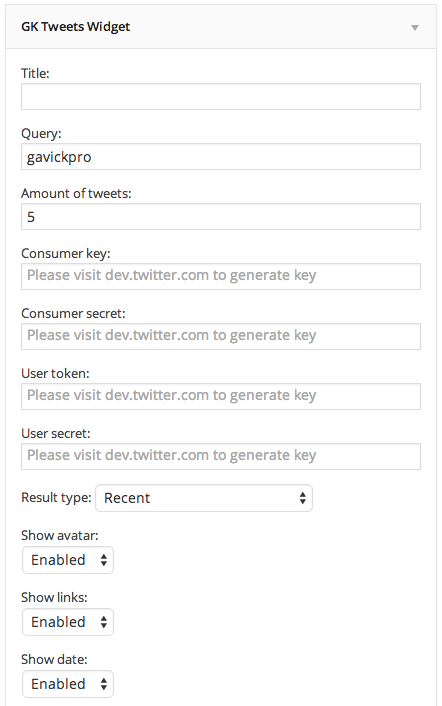 GK Tweets Widget
Title:
Query:
gavickpro
Amount of tweets:
5
Consumer key:
Please visit dev.twitter.com to generate key
Consumer secret:
Please visit dev.twitter.com to generate key
User token:
Please visit dev.twitter.com to generate key
User secret:
Please visit dev.twitter.com to generate key
Result type: Recent
Show avatar:
Enabled
Show links:
Enabled
Show date:
Enabled